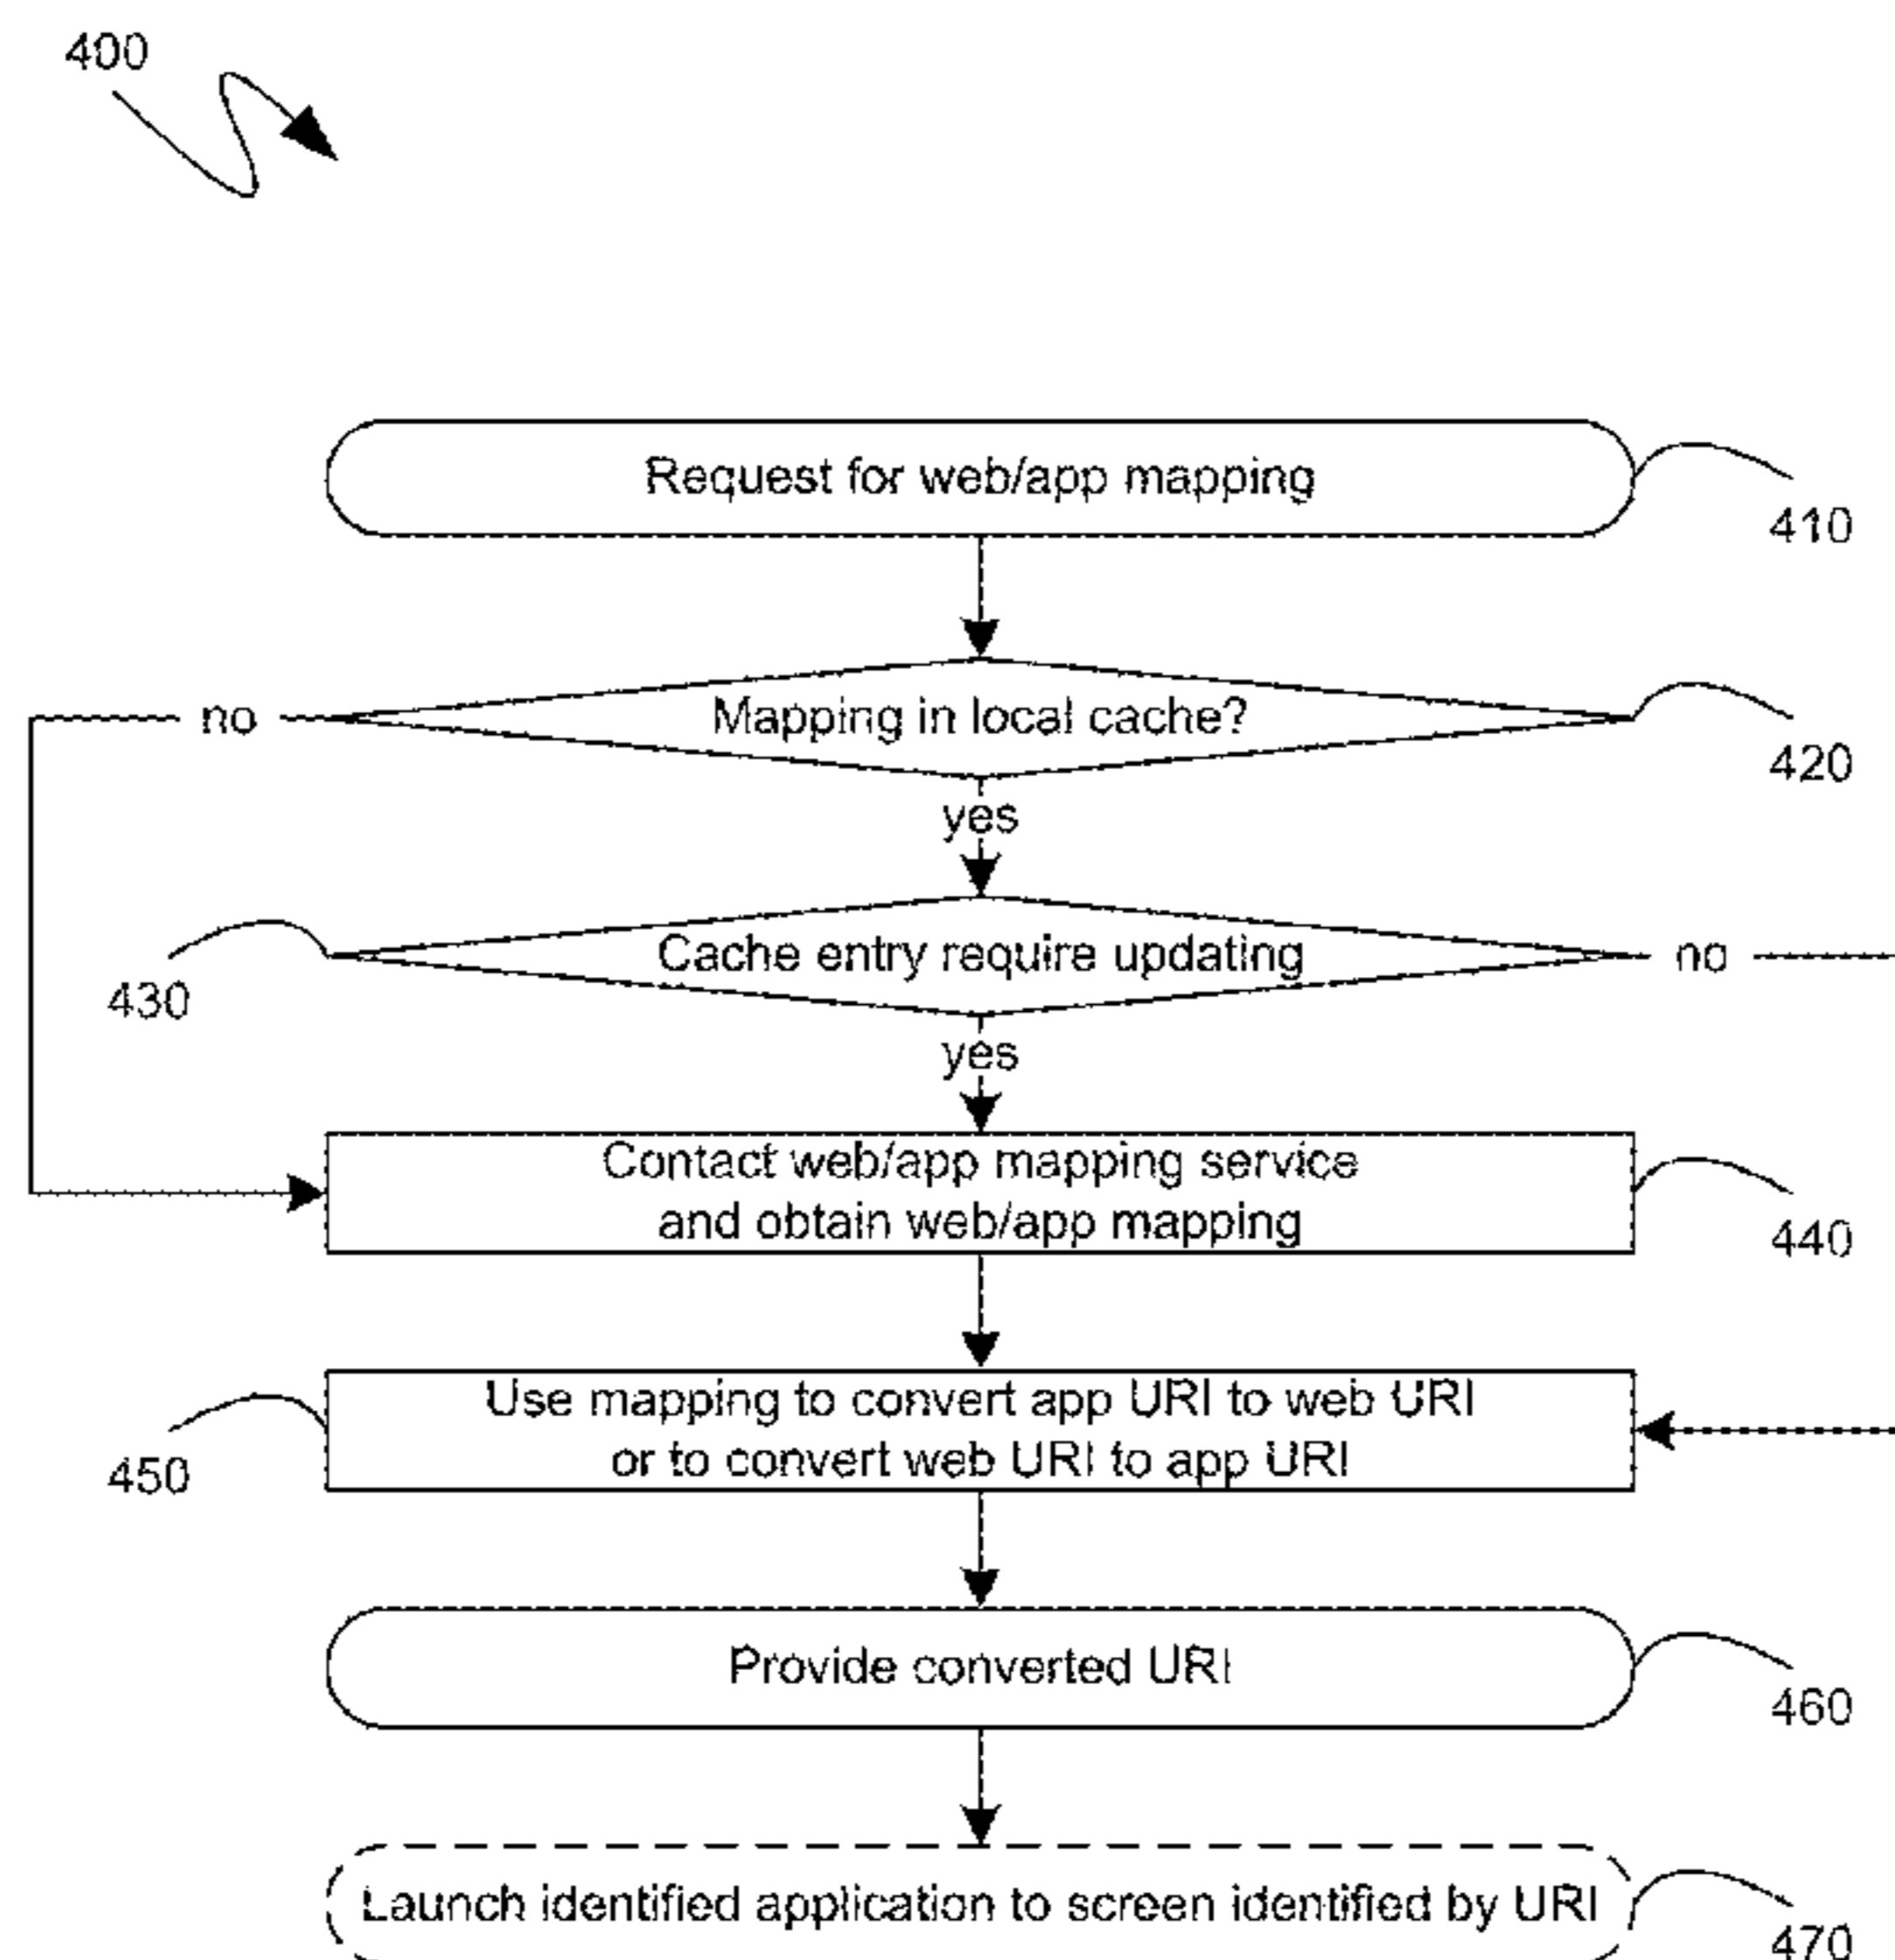 400
Request for web/app mapping
410
no
Mapping in local cache?
420
yes
Cache entry require updating
no
430
yes
Contact web/app mapping service
and obtain web/app mapping
440
Use mapping to convert app URI to web URI
or to convert web URI to app URI
450
Provide converted URI
460
Launch identified application to screen identified by URI
470